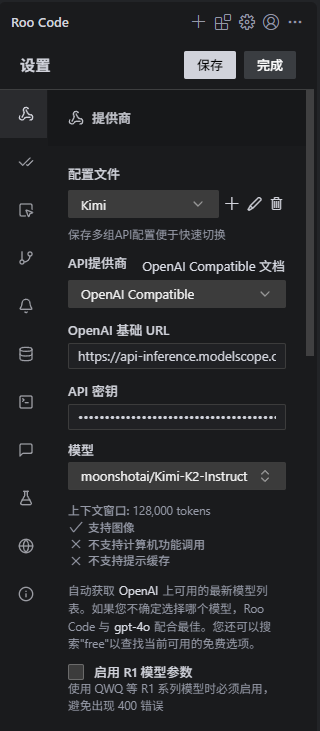 Roo Code
设置
保存
完成
提供商
配置文件
Kimi
保存多组API配置便于快速切换
API提供商
OpenAI Compatible 文档
OpenAI Compatible
OpenAI 基础 URL
https://api-inference.modelscope.c
API 密钥
模型
moonshotai/Kimi-K2-Instruct
上下文窗口: 128,000 tokens
支持图像
不支持计算机功能调用
不支持提示缓存
自动获取 OpenAI 上可用的最新模型列
表。如果您不确定选择哪个模型，Roo
Code 与 gpt-4o 配合最佳。您还可以搜
索"free"以查找当前可用的免费选项。
启用 R1 模型参数
使用 QWQ 等 R1 系列模型时必须启用，
避免出现 400 错误